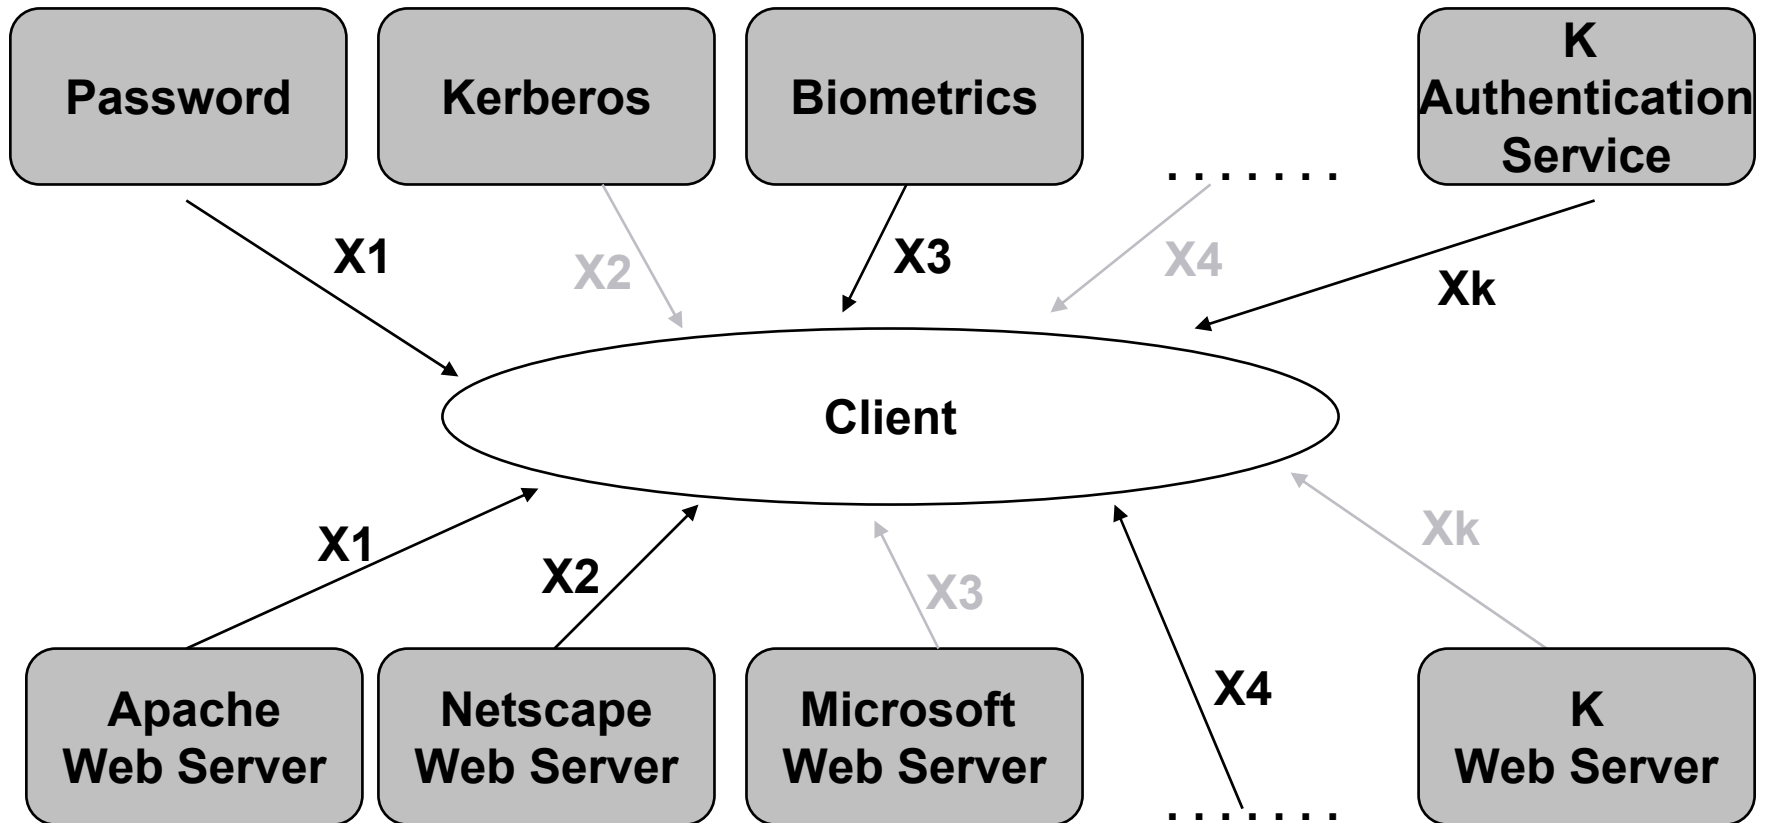 Password
Kerberos
Biometrics
. . . . . . .
K
Authentication
Service
X1
X2
X3
X4
Xk
Client
X1
X2
X3
X4
Xk
Apache
Web Server
Netscape
Web Server
Microsoft
Web Server
. . . . . . .
K
Web Server